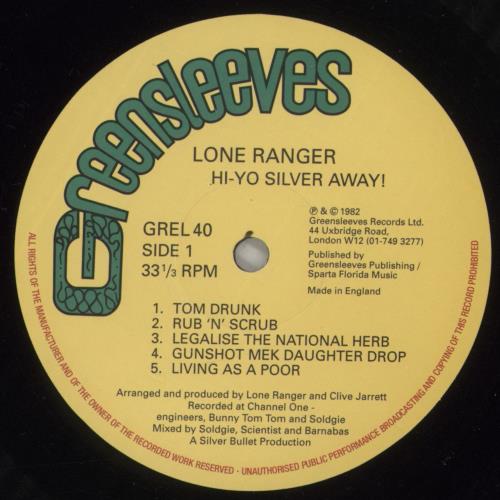 Greensleeves
LONE RANGER
HI-YO SILVER AWAY!
GREL 40
SIDE 1
33 1/3 RPM
℗ & © 1982
Greensleeves Records Ltd.
44 Uxbridge Road,
London W12 (01-749 3277)
Published by
Greensleeves Publishing /
Sparta Florida Music
Made in England
1. TOM DRUNK
2. RUB 'N' SCRUB
3. LEGALISE THE NATIONAL HERB
4. GUNSHOT MEK DAUGHTER DROP
5. LIVING AS A POOR
Arranged and produced by Lone Ranger and Clive Jarrett
Recorded at Channel One -
engineers, Bunny Tom Tom and Soldgie
Mixed by Soldgie, Scientist and Barnabas
A Silver Bullet Production
ALL RIGHTS OF THE MANUFACTURER AND OF THE OWNER OF THE RECORDED WORK RESERVED - UNAUTHORISED PUBLIC PERFORMANCE BROADCASTING AND COPYING OF THIS RECORD PROHIBITED